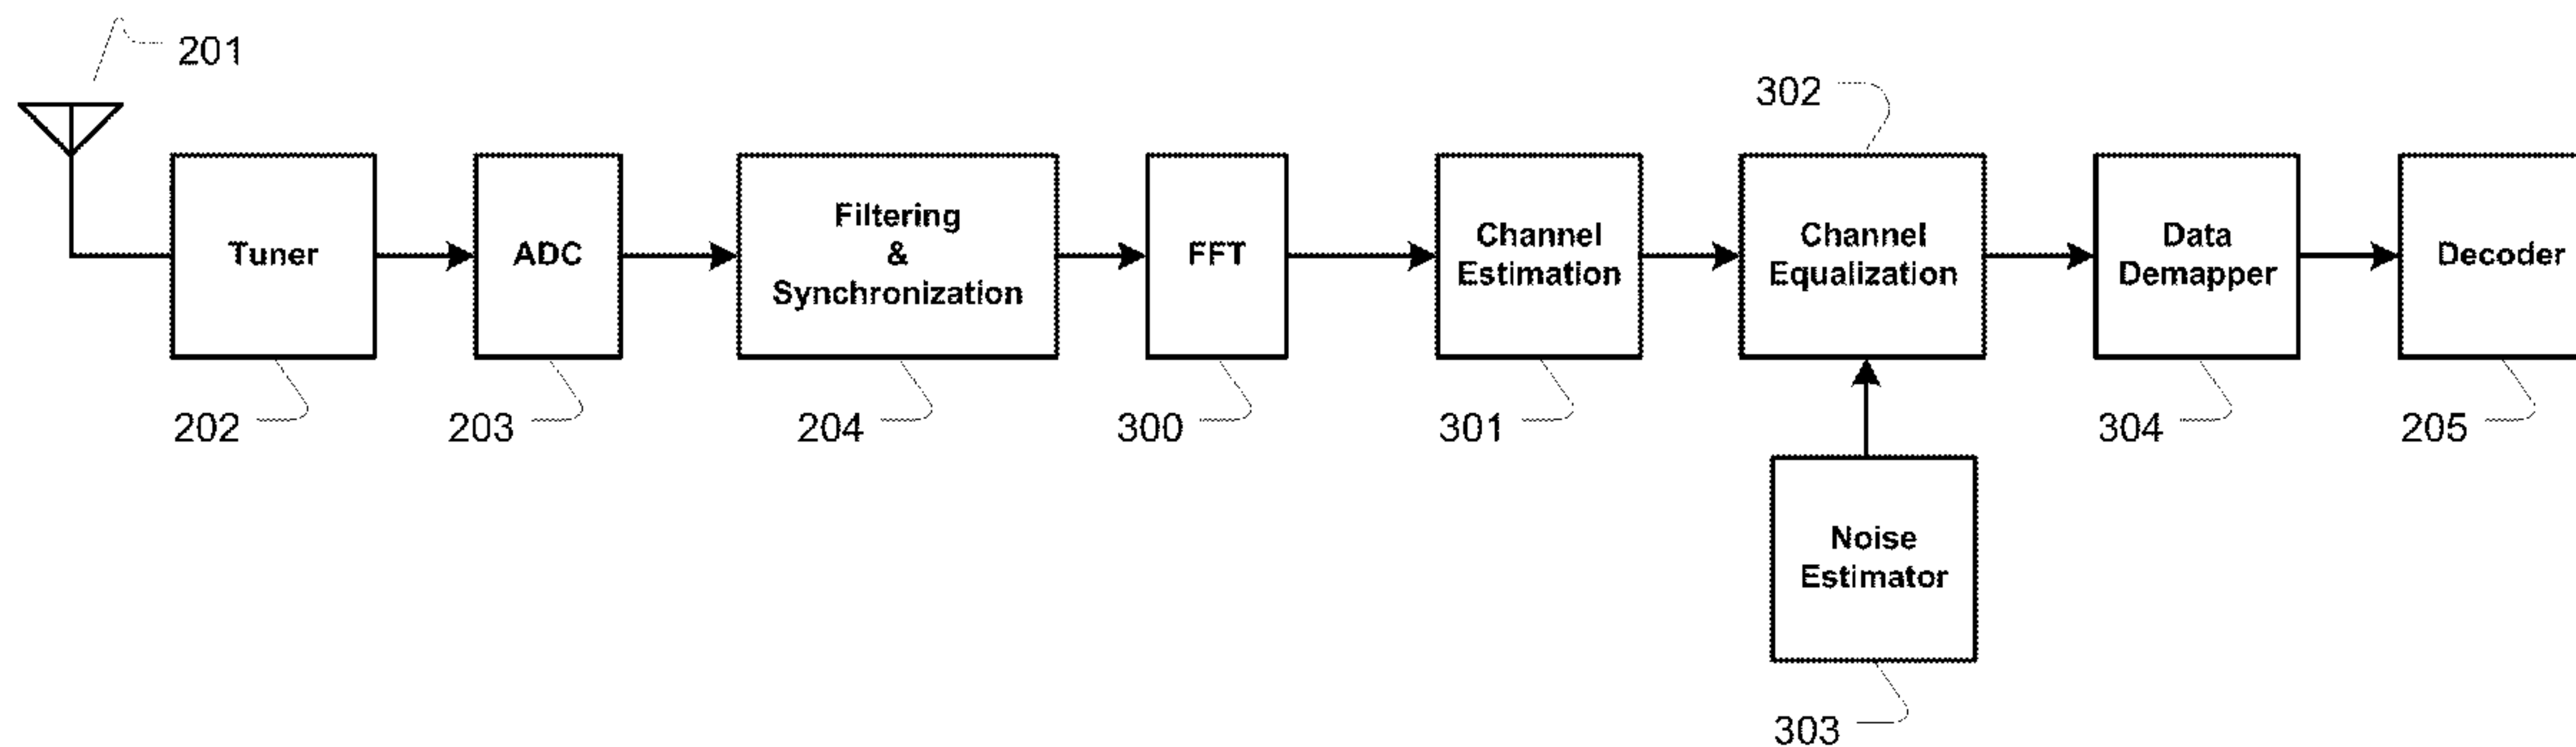 201
302
Tuner
ADC
Filtering
&
Synchronization
FFT
Channel
Estimation
Channel
Equalization
Data
Demapper
Decoder
202
203
204
300
301
304
205
Noise
Estimator
303